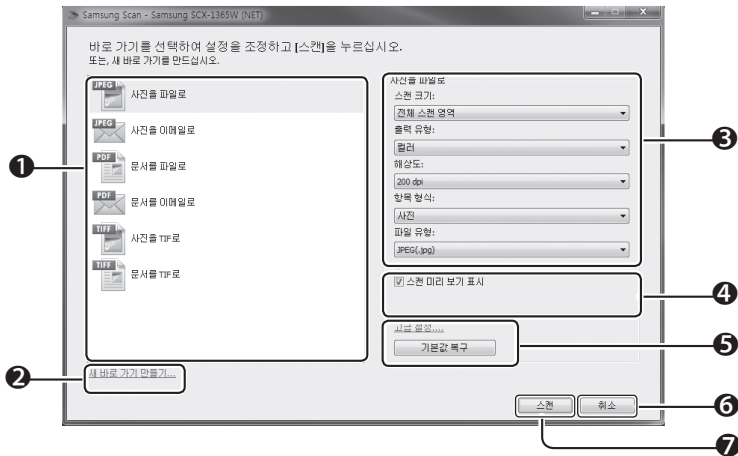 Samsung Scan - Samsung SCX-1365W (NET)
바로 가기를 선택하여 설정을 조정하고 [스캔]을 누르십시오.
또는, 새 바로 가기를 만드십시오.
JPEG 사진을 파일로
JPEG 사진을 이메일로
PDF 문서를 파일로
PDF 문서를 이메일로
TIFF 사진을 TIF로
TIFF 문서를 TIF로
1
새 바로 가기 만들기...
2
사진을 파일로
스캔 크기:
전체 스캔 영역
출력 유형:
컬러
해상도:
200 dpi
항목 형식:
사진
파일 유형:
JPEG(.jpg)
3
스캔 미리 보기 표시
4
고급 설정....
기본값 복구
5
스캔
취소
6
7